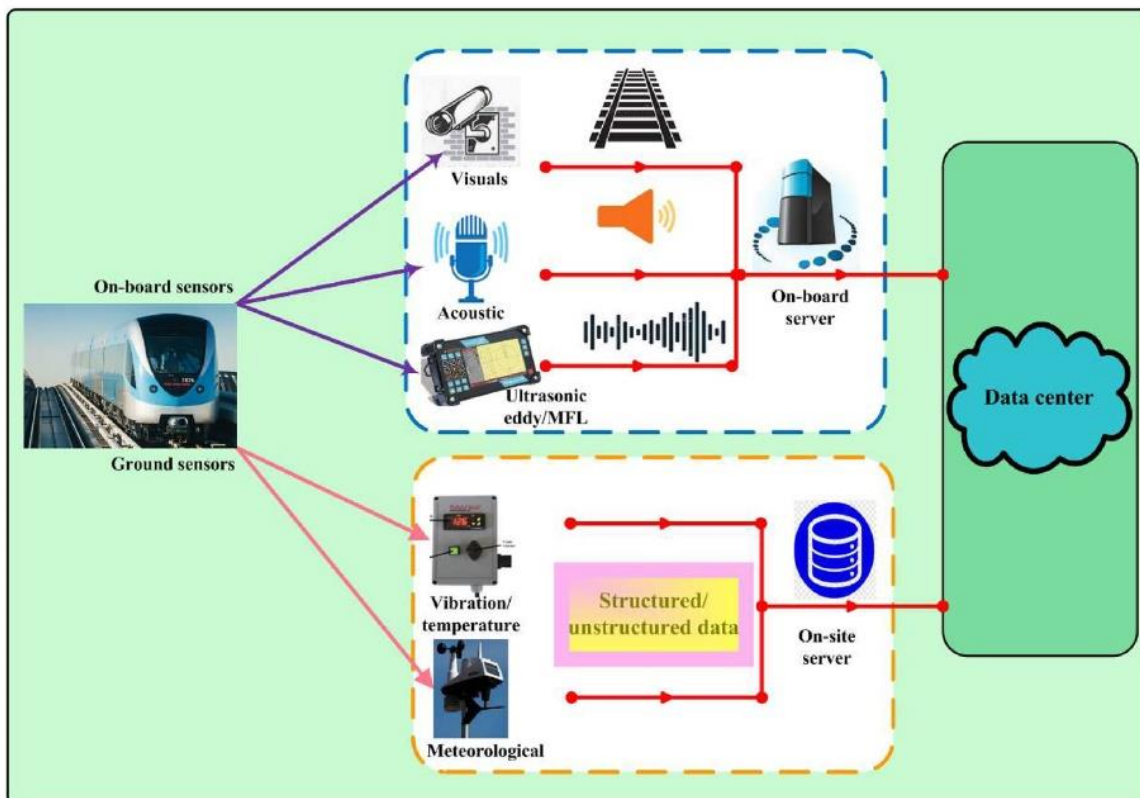 Visuals
On-board sensors
Acoustic
On-board
server
Ultrasonic
eddy/MFL
Data center
Ground sensors
Vibration/
temperature
Structured/
unstructured data
On-site
server
Meteorological